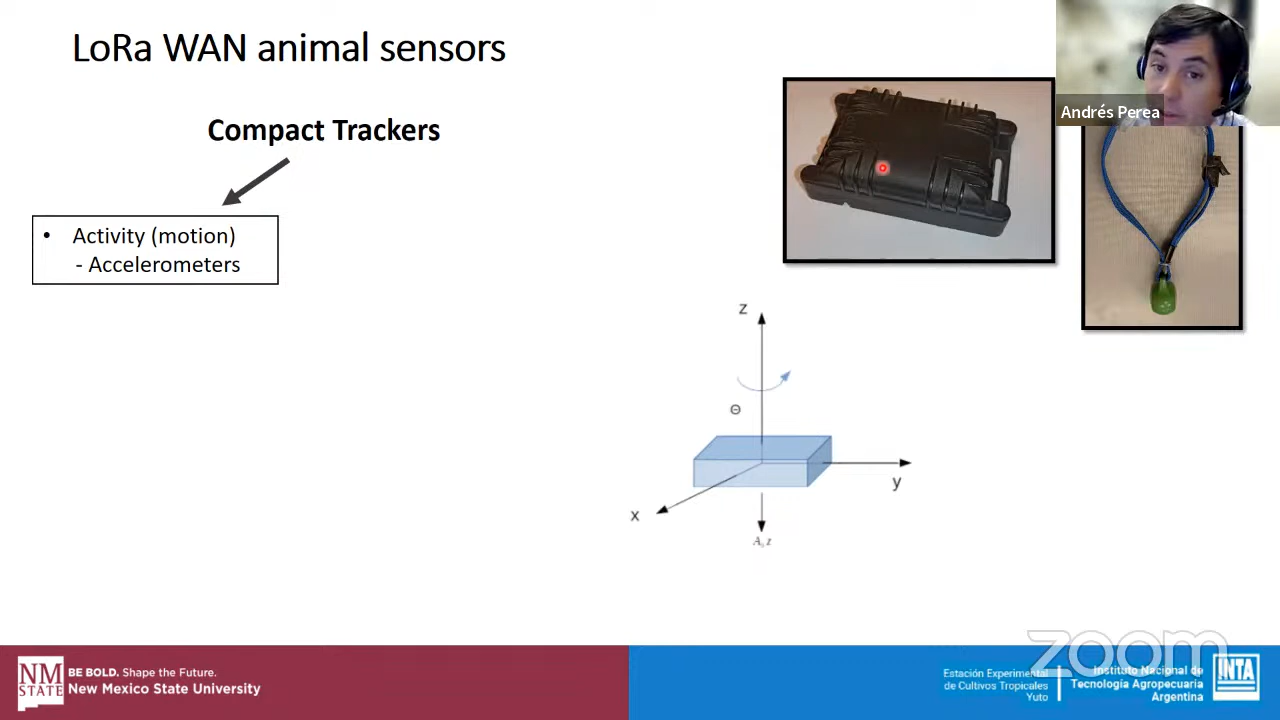 LoRa WAN animal sensors
Andrés Perea
Compact Trackers
• Activity (motion)
- Accelerometers
z
Θ
y
x
A, z
zoom
NM
STATE
BE BOLD. Shape the Future.
New Mexico State University
Estación Experimental
de Cultivos Tropicales
Yuto
Instituto Nacional de
Tecnología Agropecuaria
Argentina
INTA